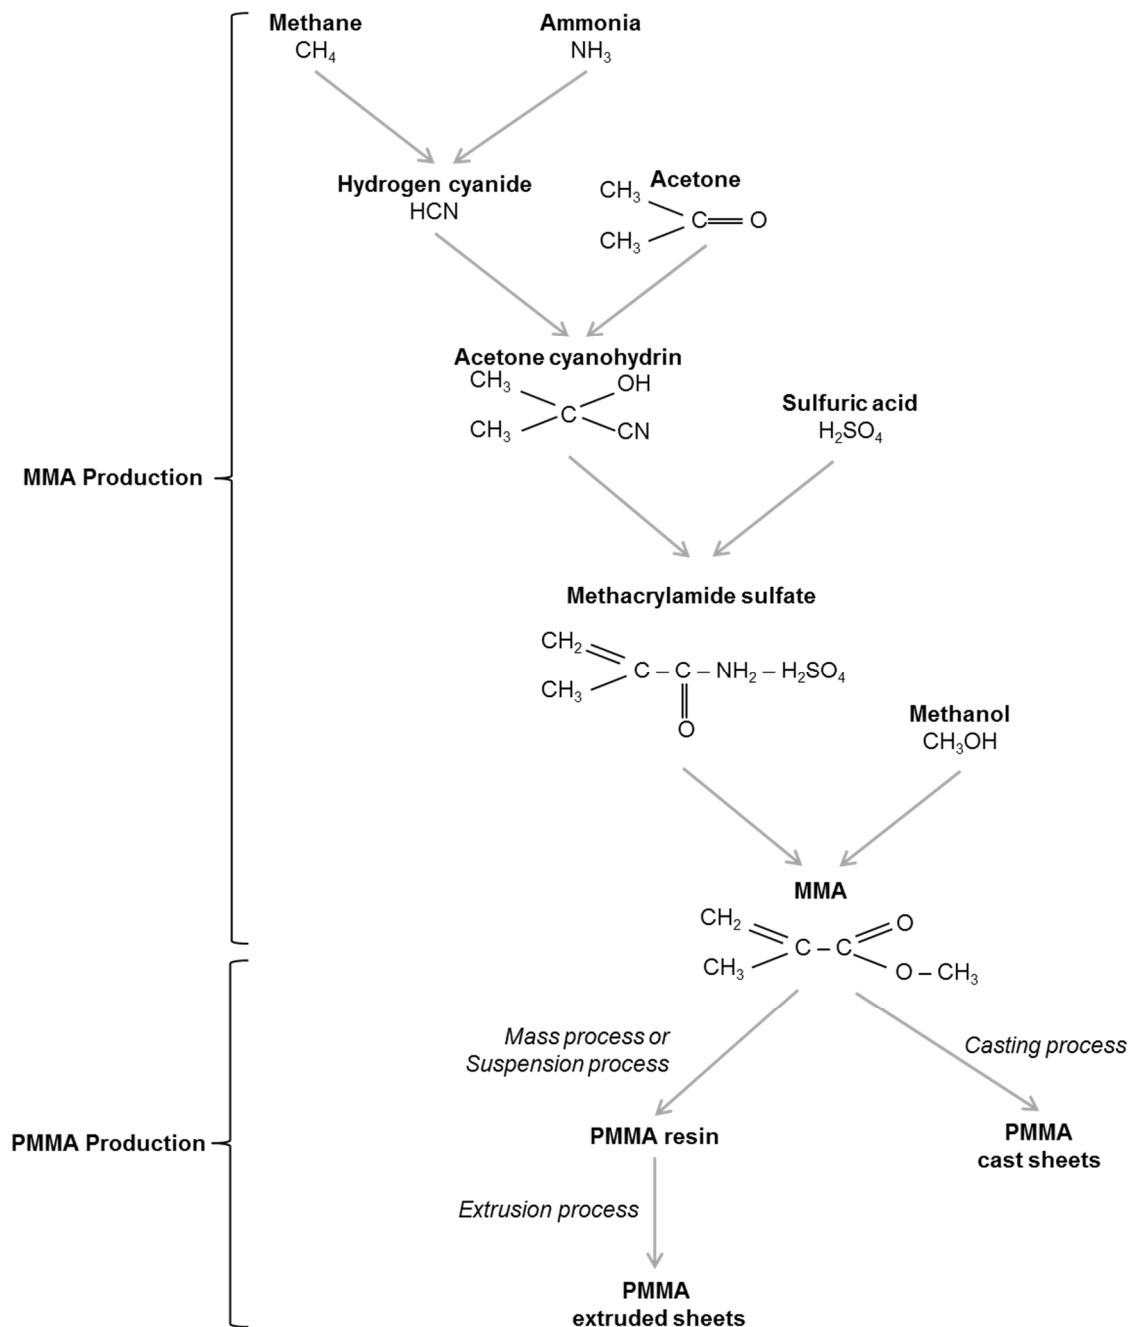 Methane
CH₄
Ammonia
NH₃
Hydrogen cyanide
HCN
Acetone
CH₃
C
O
CH₃
Acetone cyanohydrin
CH₃
OH
C
CH₃
CN
Sulfuric acid
H₂SO₄
MMA Production
Methacrylamide sulfate
CH₂
C – C – NH₂ – H₂SO₄
CH₃
O
Methanol
CH₃OH
MMA
CH₂
O
C – C
CH₃
O – CH₃
Mass process or
Suspension process
Casting process
PMMA Production
PMMA resin
PMMA
cast sheets
Extrusion process
PMMA
extruded sheets